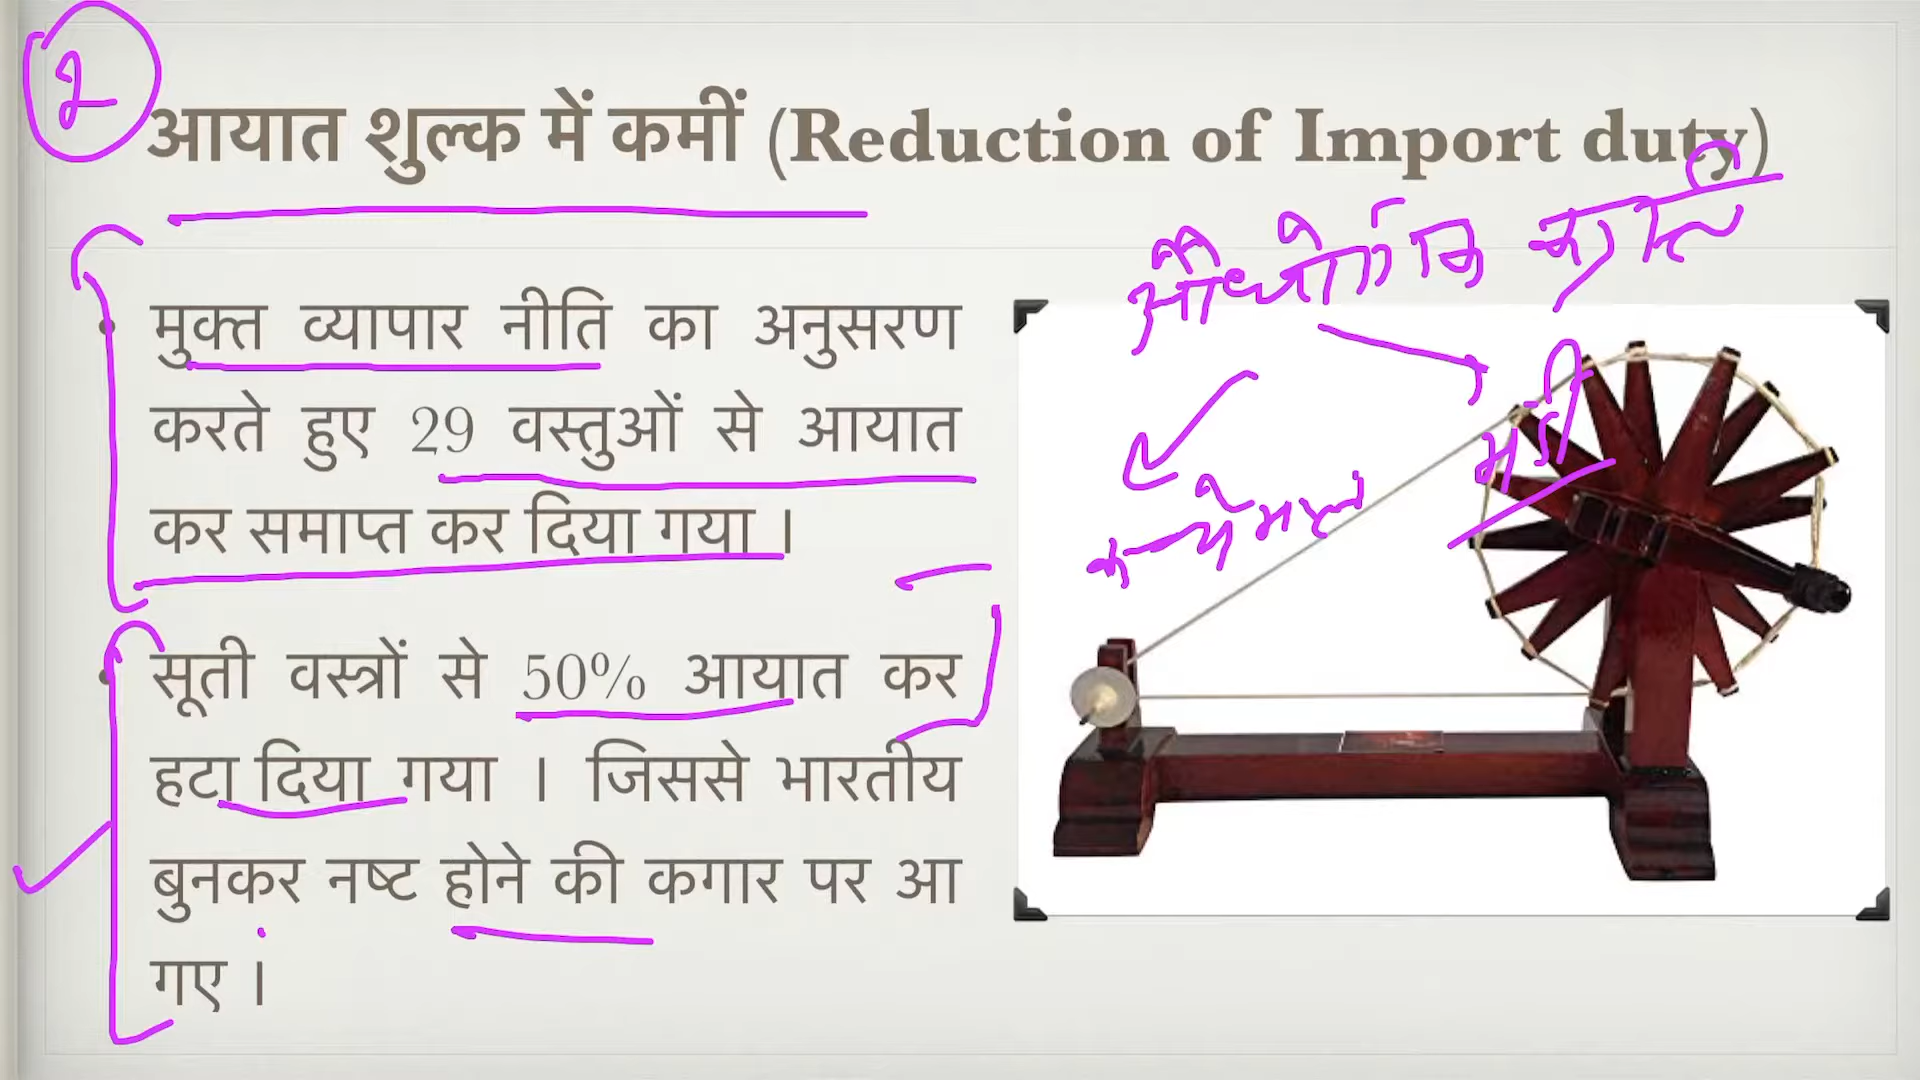 2
आयात शुल्क में कमीं (Reduction of Import duty)
औद्योगिक क्रान्ति
मुक्त व्यापार नीति का अनुसरण
करते हुए 29 वस्तुओं से आयात
कर समाप्त कर दिया गया ।
मंडी
कच्चे माल
सूती वस्त्रों से 50% आयात कर
हटा दिया गया । जिससे भारतीय
बुनकर नष्ट होने की कगार पर आ
गए ।